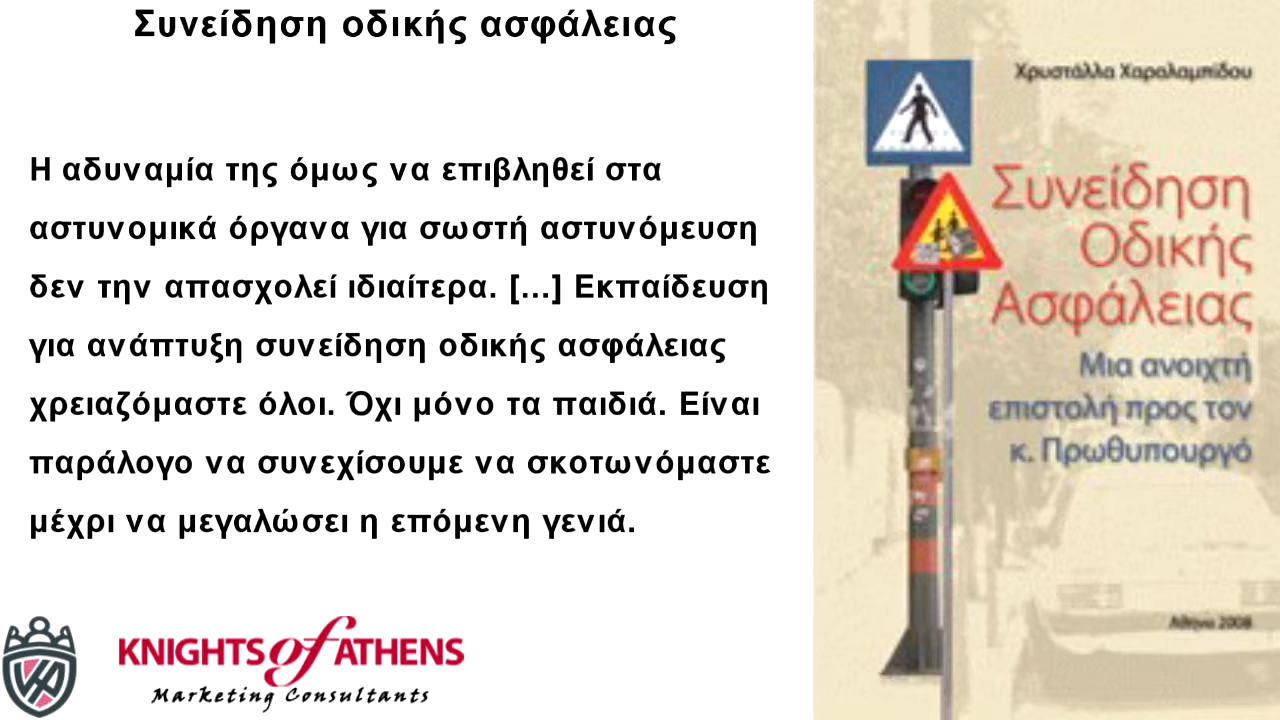 Συνείδηση οδικής ασφάλειας
Η αδυναμία της όμως να επιβληθεί στα
αστυνομικά όργανα για σωστή αστυνόμευση
δεν την απασχολεί ιδιαίτερα. [...] Εκπαίδευση
για ανάπτυξη συνείδηση οδικής ασφάλειας
χρειαζόμαστε όλοι. Όχι μόνο τα παιδιά. Είναι
παράλογο να συνεχίσουμε να σκοτωνόμαστε
μέχρι να μεγαλώσει η επόμενη γενιά.
KNIGHTS of ATHENS
Marketing Consultants
Χρυστάλλα Χαραλαμπίδου
Συνείδηση
Οδικής
Ασφάλειας
Μια ανοιχτή
επιστολή προς τον
κ. Πρωθυπουργό
Αθήνα 2008